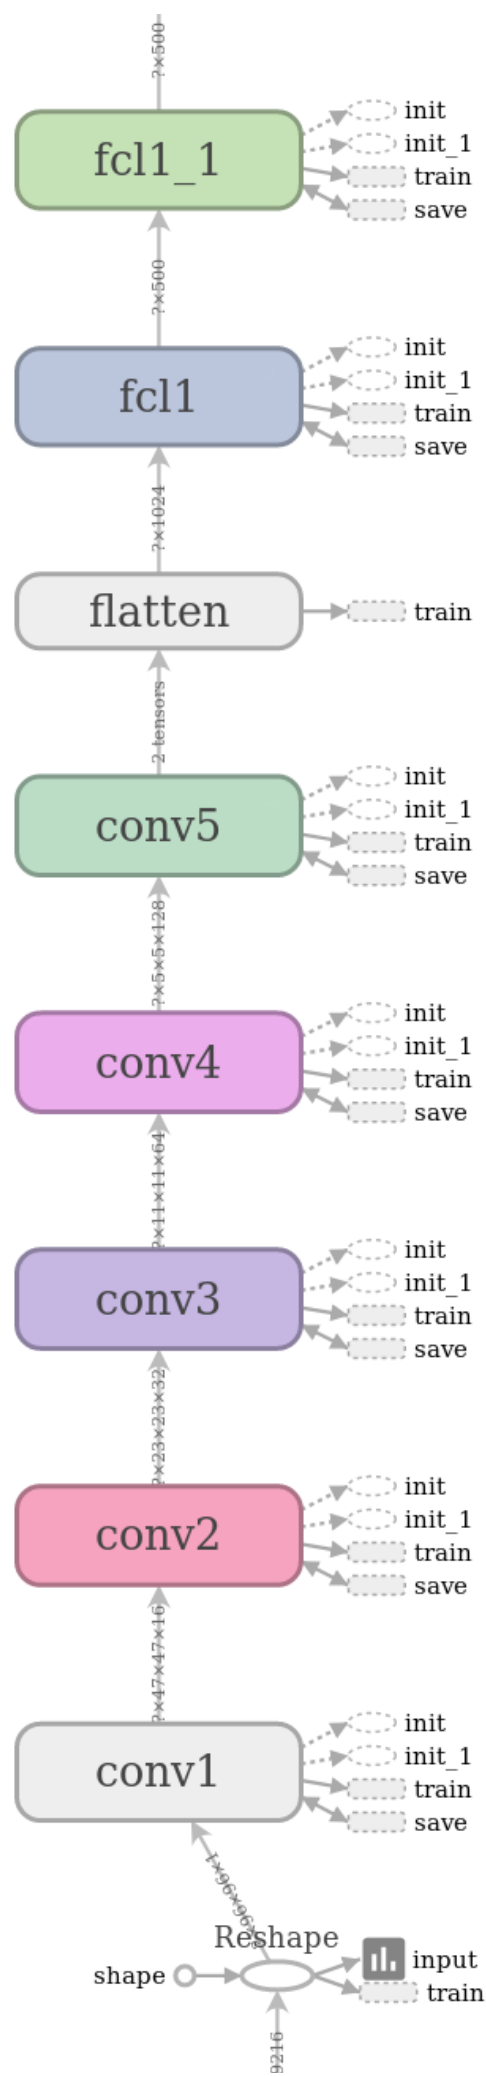 ?×500
fcl1_1
init
init_1
train
save
?×500
fcl1
init
init_1
train
save
?×1024
flatten
train
2 tensors
conv5
init
init_1
train
save
?×5×5×128
conv4
init
init_1
train
save
?×11×11×64
conv3
init
init_1
train
save
?×23×23×32
conv2
init
init_1
train
save
?×47×47×16
conv1
init
init_1
train
save
?×96×96×1
Reshape
shape
input
train
9216